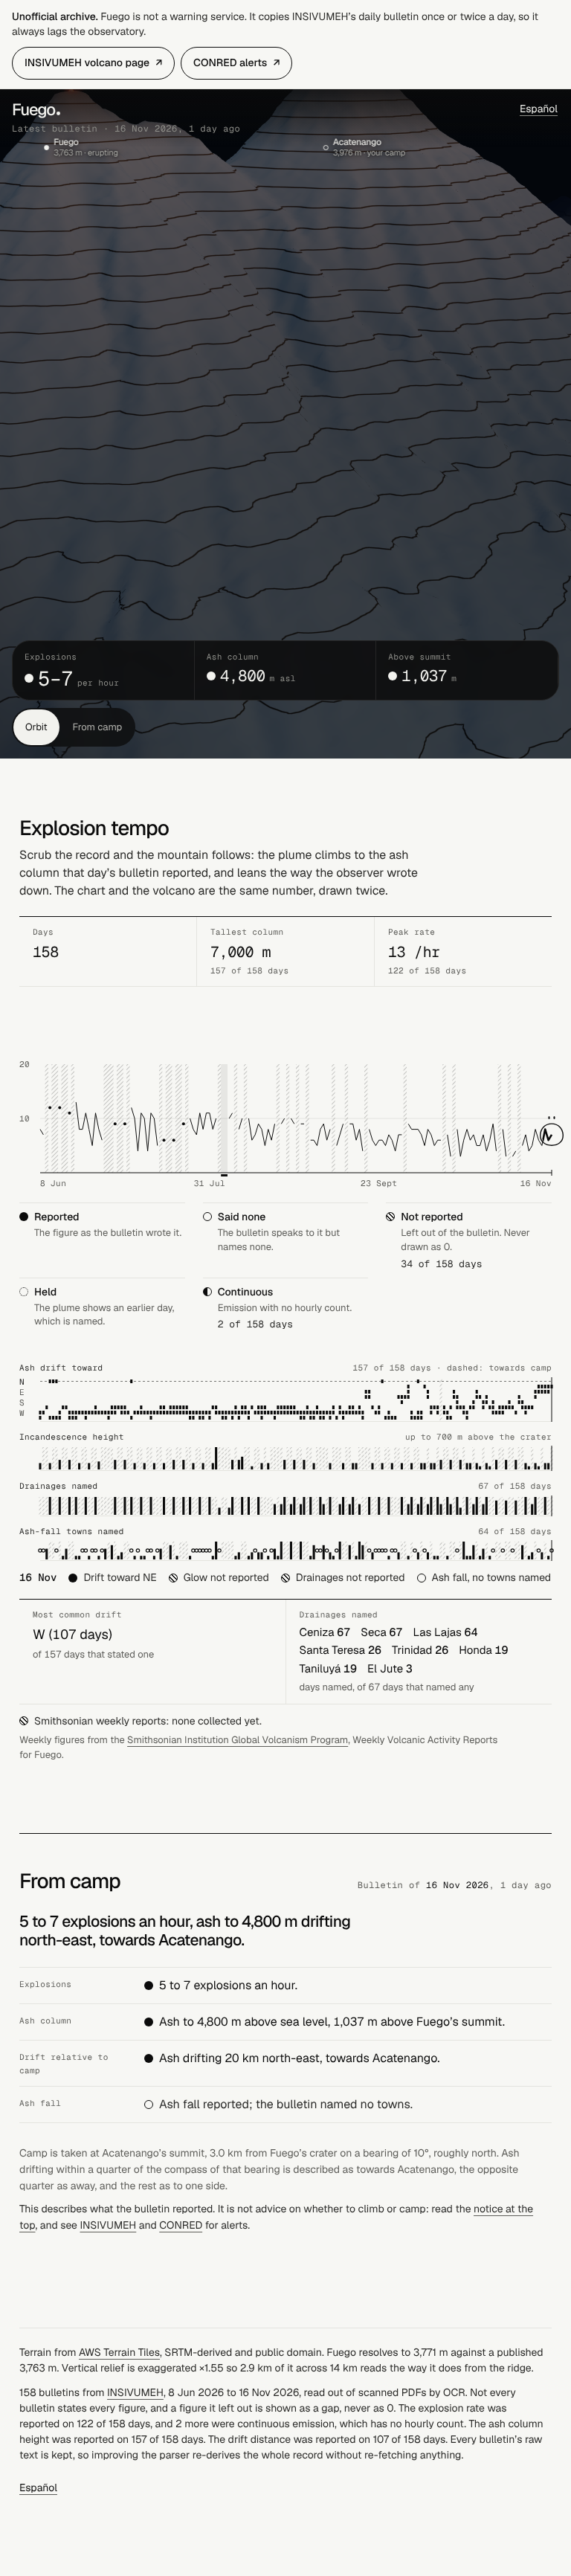 Unofficial archive. Fuego is not a warning service. It copies INSIVUMEH's daily bulletin once or twice a day, so it
always lags the observatory.
INSIVUMEH volcano page ↗ CONRED alerts ↗
Fuego. Español
Latest bulletin · 16 Nov 2026, 1 day ago
Fuego Acatenango
3,763 m · erupting 3,976 m · your camp
Explosions Ash column Above summit
5–7 per hour 4,800 m asl 1,037 m
Orbit From camp
Explosion tempo
Scrub the record and the mountain follows: the plume climbs to the ash
column that day's bulletin reported, and leans the way the observer wrote
down. The chart and the volcano are the same number, drawn twice.
Days Tallest column Peak rate
158 7,000 m 13 /hr
157 of 158 days 122 of 158 days
20
10
8 Jun 31 Jul 23 Sept 16 Nov
Reported Said none Not reported
The figure as the bulletin wrote it. The bulletin speaks to it but Left out of the bulletin. Never
names none. drawn as 0.
34 of 158 days
Held Continuous
The plume shows an earlier day, Emission with no hourly count.
which is named. 2 of 158 days
Ash drift toward 157 of 158 days · dashed: towards camp
N
E
S
W
Incandescence height up to 700 m above the crater
Drainages named 67 of 158 days
Ash-fall towns named 64 of 158 days
16 Nov Drift toward NE Glow not reported Drainages not reported Ash fall, no towns named
Most common drift Drainages named
W (107 days) Ceniza 67 Seca 67 Las Lajas 64
of 157 days that stated one Santa Teresa 26 Trinidad 26 Honda 19
Taniluyá 19 El Jute 3
days named, of 67 days that named any
Smithsonian weekly reports: none collected yet.
Weekly figures from the Smithsonian Institution Global Volcanism Program, Weekly Volcanic Activity Reports
for Fuego.
From camp Bulletin of 16 Nov 2026, 1 day ago
5 to 7 explosions an hour, ash to 4,800 m drifting
north-east, towards Acatenango.
Explosions 5 to 7 explosions an hour.
Ash column Ash to 4,800 m above sea level, 1,037 m above Fuego's summit.
Drift relative to Ash drifting 20 km north-east, towards Acatenango.
camp
Ash fall Ash fall reported; the bulletin named no towns.
Camp is taken at Acatenango's summit, 3.0 km from Fuego's crater on a bearing of 10°, roughly north. Ash
drifting within a quarter of the compass of that bearing is described as towards Acatenango, the opposite
quarter as away, and the rest as to one side.
This describes what the bulletin reported. It is not advice on whether to climb or camp: read the notice at the
top, and see INSIVUMEH and CONRED for alerts.
Terrain from AWS Terrain Tiles, SRTM-derived and public domain. Fuego resolves to 3,771 m against a published
3,763 m. Vertical relief is exaggerated ×1.55 so 2.9 km of it across 14 km reads the way it does from the ridge.
158 bulletins from INSIVUMEH, 8 Jun 2026 to 16 Nov 2026, read out of scanned PDFs by OCR. Not every
bulletin states every figure, and a figure it left out is shown as a gap, never as 0. The explosion rate was
reported on 122 of 158 days, and 2 more were continuous emission, which has no hourly count. The ash column
height was reported on 157 of 158 days. The drift distance was reported on 107 of 158 days. Every bulletin's raw
text is kept, so improving the parser re-derives the whole record without re-fetching anything.
Español